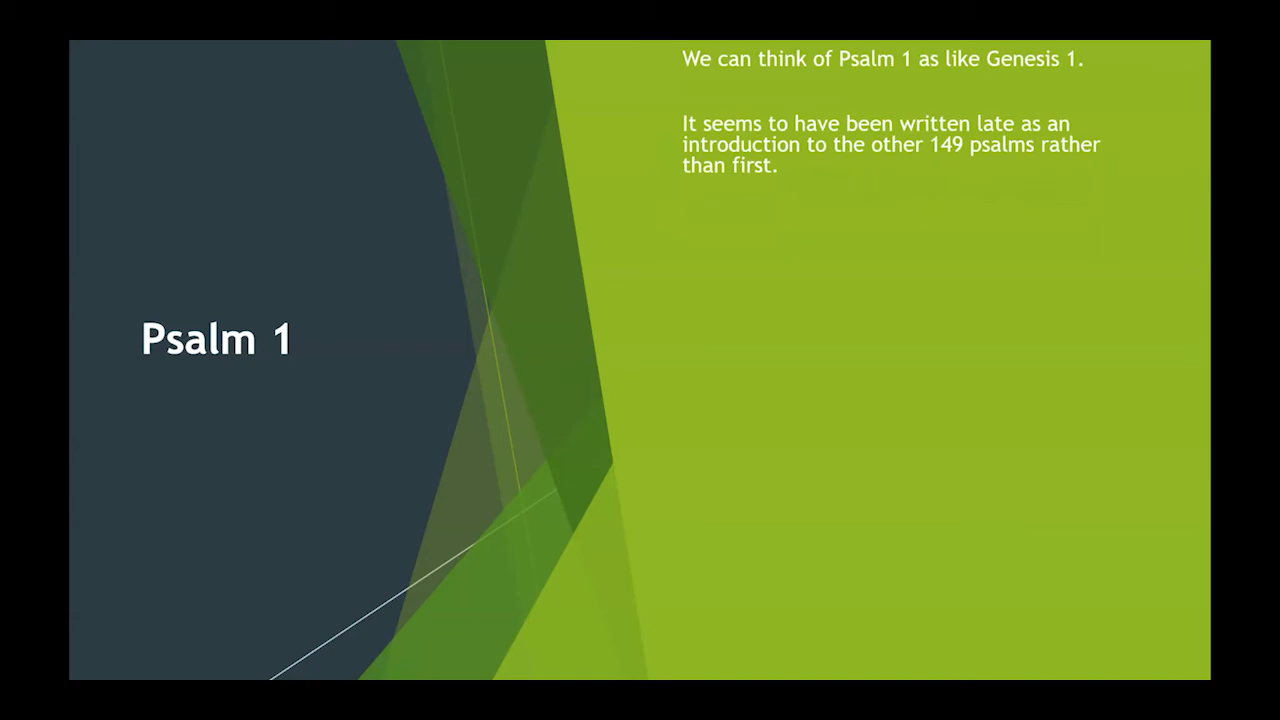 Psalm 1
We can think of Psalm 1 as like Genesis 1.
It seems to have been written late as an
introduction to the other 149 psalms rather
than first.